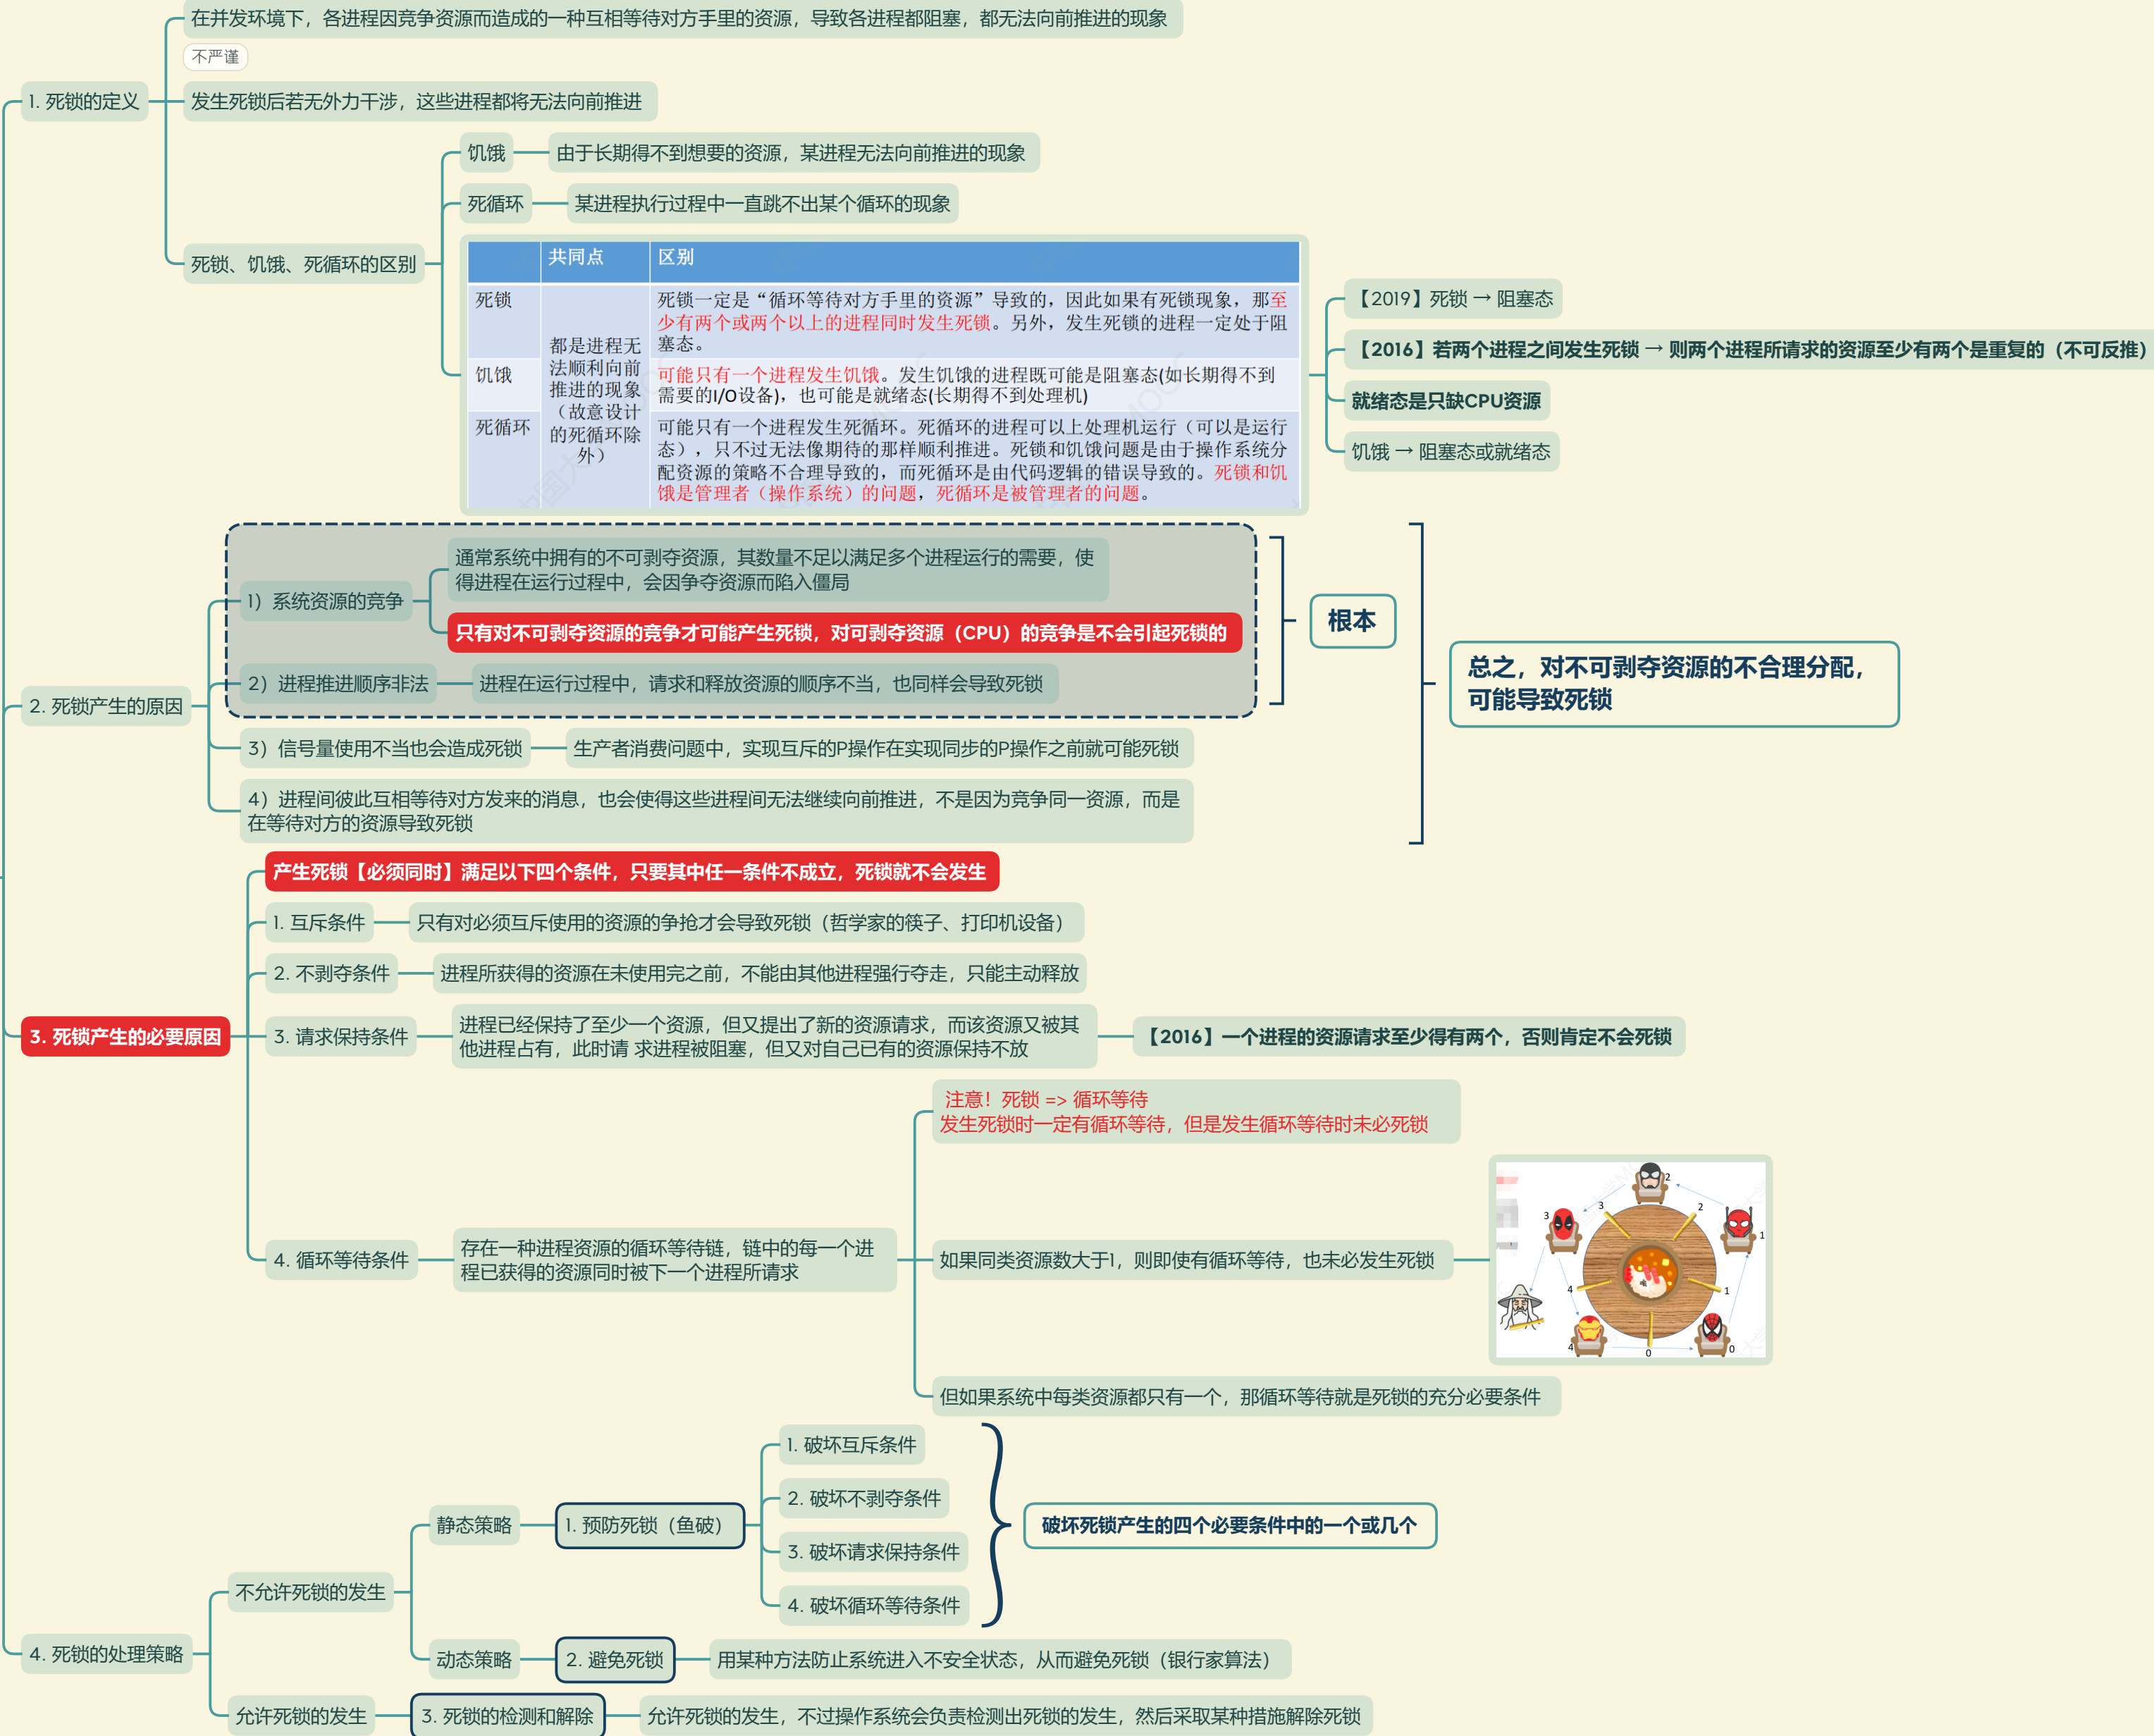 1. 死锁的定义
在并发环境下，各进程因竞争资源而造成的一种互相等待对方手里的资源，导致各进程都阻塞，都无法向前推进的现象
不严谨
发生死锁后若无外力干涉，这些进程都将无法向前推进
死锁、饥饿、死循环的区别
饥饿
由于长期得不到想要的资源，某进程无法向前推进的现象
死循环
某进程执行过程中一直跳不出某个循环的现象
共同点
区别
死锁
死锁一定是“循环等待对方手里的资源”导致的，因此如果有死锁现象，那至
少有两个或两个以上的进程同时发生死锁。另外，发生死锁的进程一定处于阻
塞态。
都是进程无
法顺利向前
推进的现象
（故意设计
的死循环除
外）
饥饿
可能只有一个进程发生饥饿。发生饥饿的进程既可能是阻塞态(如长期得不到
需要的I/O设备)，也可能是就绪态(长期得不到处理机)
死循环
可能只有一个进程发生死循环。死循环的进程可以上处理机运行（可以是运行
态），只不过无法像期待的那样顺利推进。死锁和饥饿问题是由于操作系统分
配资源的策略不合理导致的，而死循环是由代码逻辑的错误导致的。死锁和饥
饿是管理者（操作系统）的问题，死循环是被管理者的问题。
【2019】死锁 → 阻塞态
【2016】若两个进程之间发生死锁 → 则两个进程所请求的资源至少有两个是重复的（不可反推）
就绪态是只缺CPU资源
饥饿 → 阻塞态或就绪态
2. 死锁产生的原因
1）系统资源的竞争
通常系统中拥有的不可剥夺资源，其数量不足以满足多个进程运行的需要，使
得进程在运行过程中，会因争夺资源而陷入僵局
只有对不可剥夺资源的竞争才可能产生死锁，对可剥夺资源（CPU）的竞争是不会引起死锁的
2）进程推进顺序非法
进程在运行过程中，请求和释放资源的顺序不当，也同样会导致死锁
根本
3）信号量使用不当也会造成死锁
生产者消费问题中，实现互斥的P操作在实现同步的P操作之前就可能死锁
4）进程间彼此互相等待对方发来的消息，也会使得这些进程间无法继续向前推进，不是因为竞争同一资源，而是
在等待对方的资源导致死锁
总之，对不可剥夺资源的不合理分配，
可能导致死锁
3. 死锁产生的必要原因
产生死锁【必须同时】满足以下四个条件，只要其中任一条件不成立，死锁就不会发生
1. 互斥条件
只有对必须互斥使用的资源的争抢才会导致死锁（哲学家的筷子、打印机设备）
2. 不剥夺条件
进程所获得的资源在未使用完之前，不能由其他进程强行夺走，只能主动释放
3. 请求保持条件
进程已经保持了至少一个资源，但又提出了新的资源请求，而该资源又被其
他进程占有，此时请 求进程被阻塞，但又对自己已有的资源保持不放
【2016】一个进程的资源请求至少得有两个，否则肯定不会死锁
4. 循环等待条件
存在一种进程资源的循环等待链，链中的每一个进
程已获得的资源同时被下一个进程所请求
注意！死锁 => 循环等待
发生死锁时一定有循环等待，但是发生循环等待时未必死锁
如果同类资源数大于1，则即使有循环等待，也未必发生死锁
2
3
2
3
1
4
1
4
0
0
但如果系统中每类资源都只有一个，那循环等待就是死锁的充分必要条件
4. 死锁的处理策略
不允许死锁的发生
静态策略
1. 预防死锁（鱼破）
1. 破坏互斥条件
2. 破坏不剥夺条件
3. 破坏请求保持条件
4. 破坏循环等待条件
破坏死锁产生的四个必要条件中的一个或几个
动态策略
2. 避免死锁
用某种方法防止系统进入不安全状态，从而避免死锁（银行家算法）
允许死锁的发生
3. 死锁的检测和解除
允许死锁的发生，不过操作系统会负责检测出死锁的发生，然后采取某种措施解除死锁